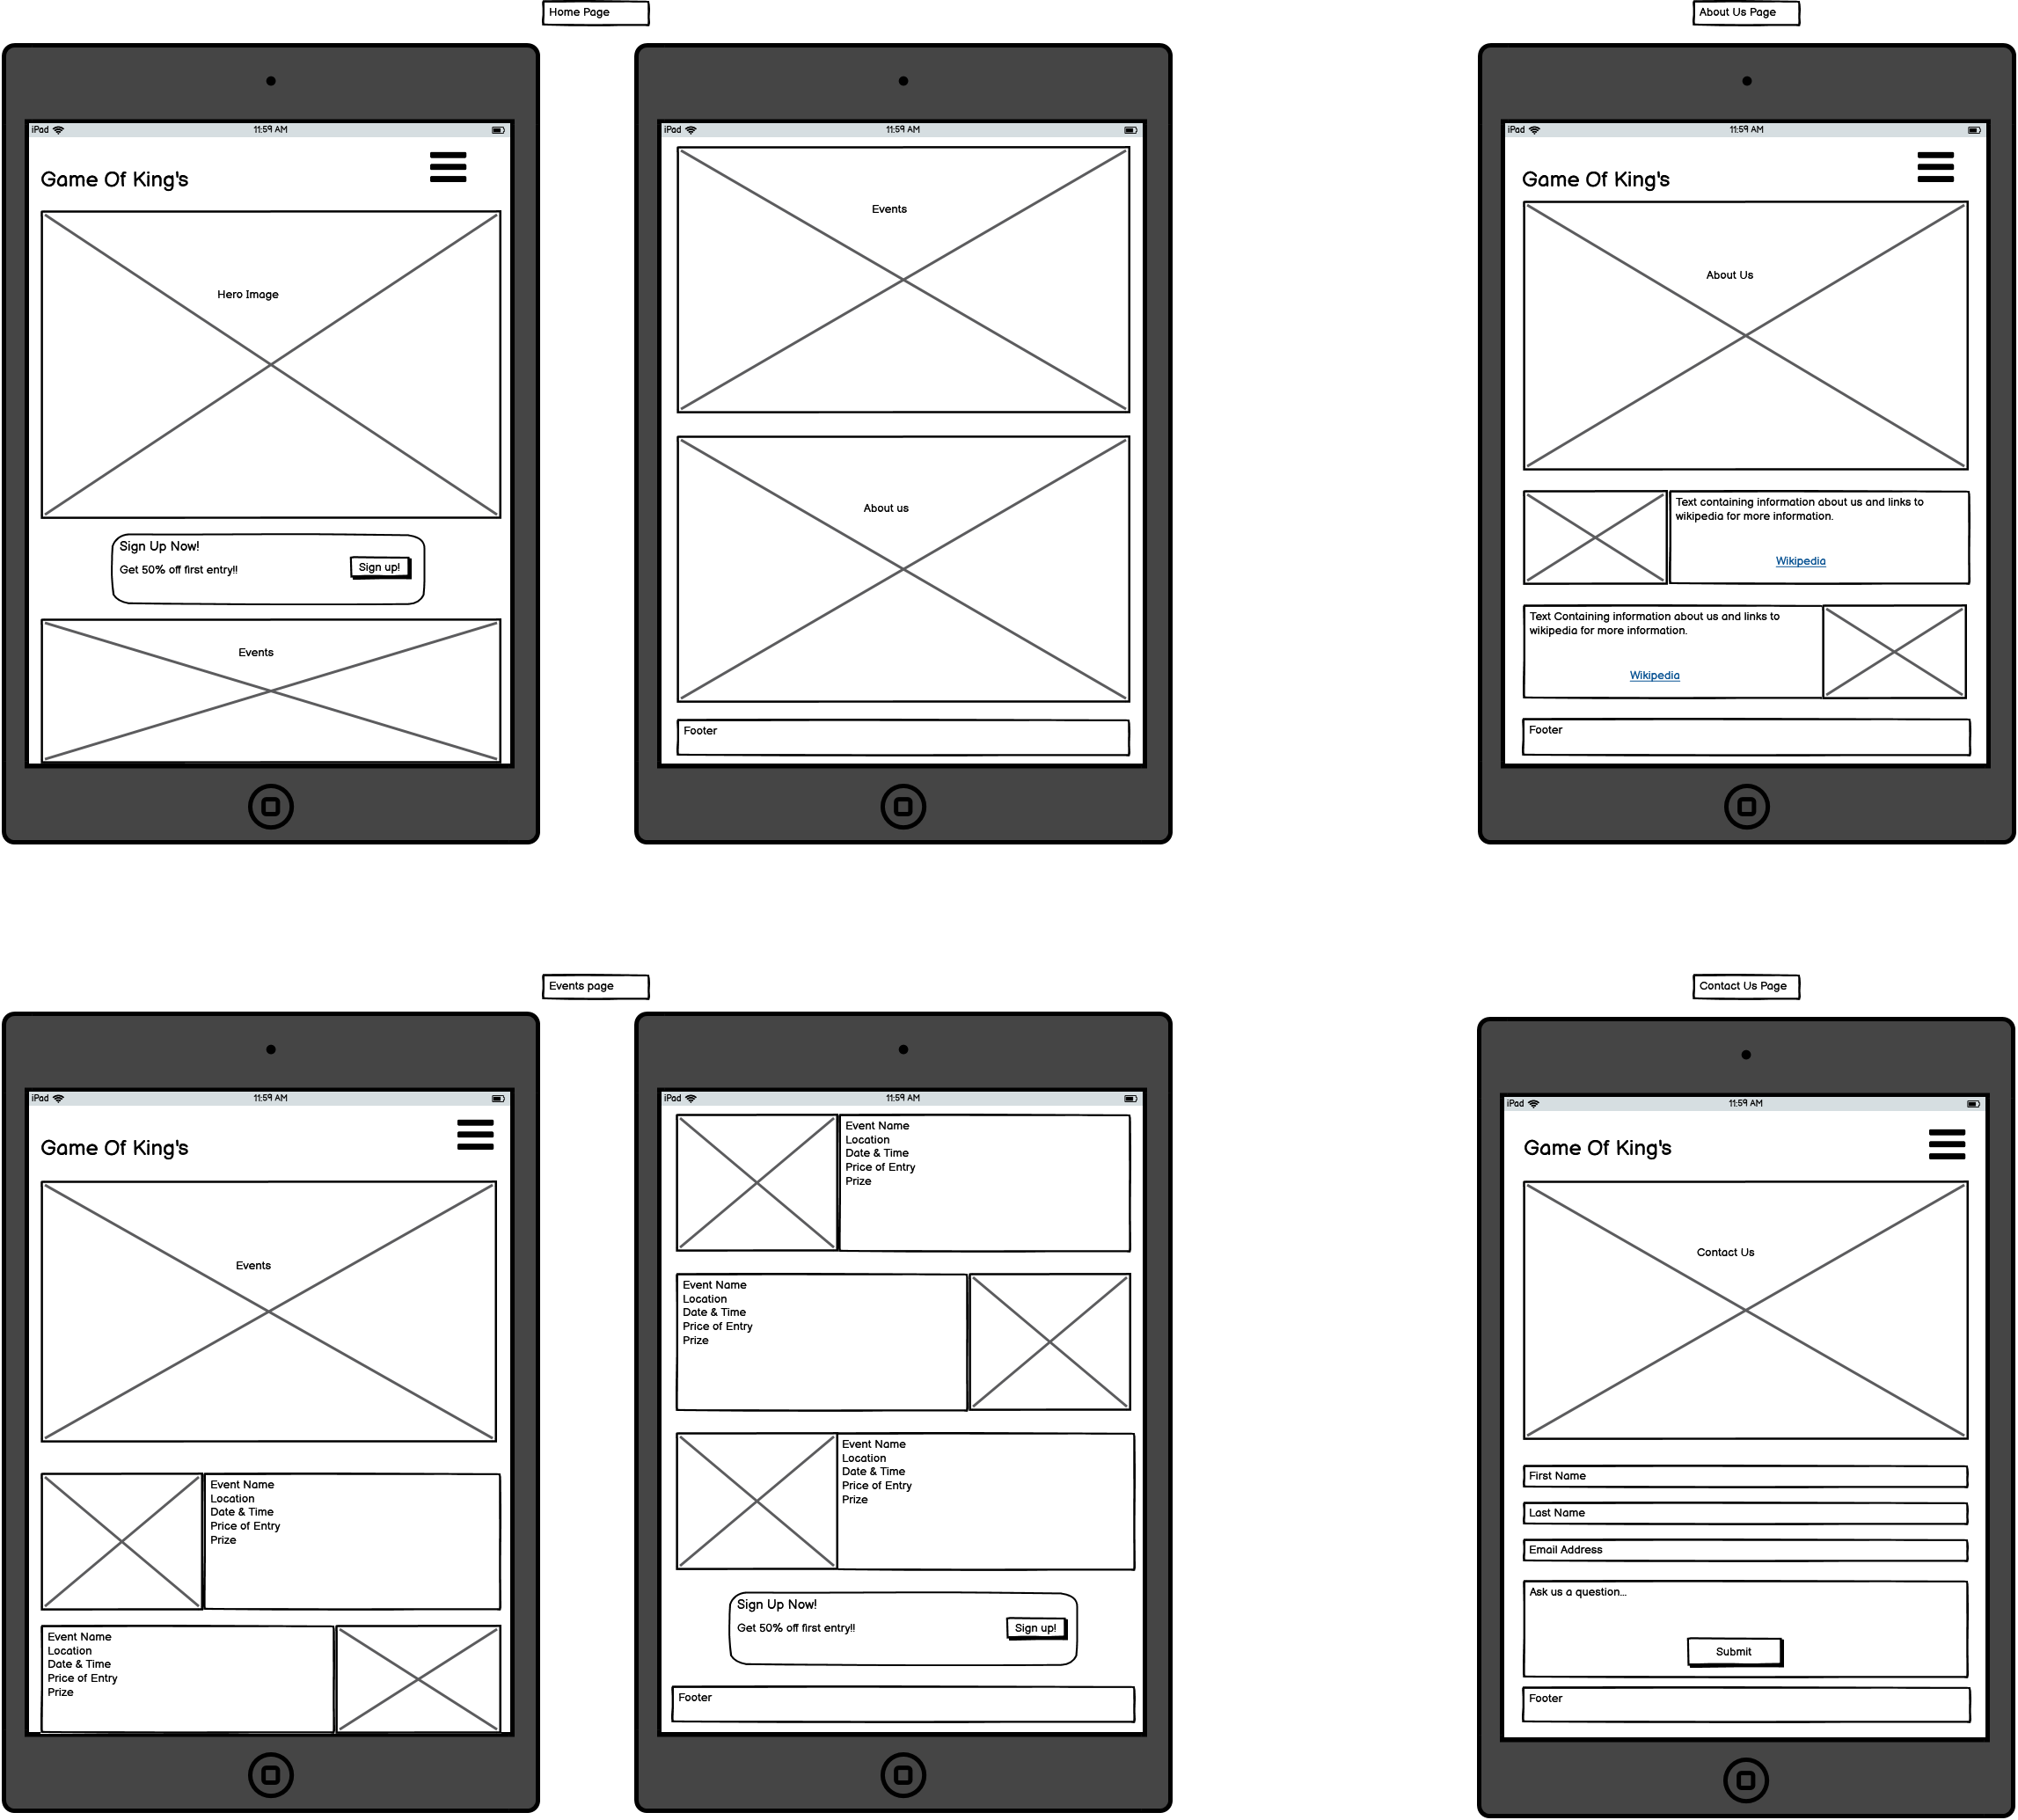 Home Page
iPad 11:59 AM
Game Of King's
Hero Image
Sign Up Now!
Get 50% off first entry!!
Sign up!
Events
iPad 11:59 AM
Events
About us
Footer
About Us Page
iPad 11:59 AM
Game Of King's
About Us
Text containing information about us and links to
wikipedia for more information.
Wikipedia
Text Containing information about us and links to
wikipedia for more information.
Wikipedia
Footer
Events page
iPad 11:59 AM
Game Of King's
Events
Event Name
Location
Date & Time
Price of Entry
Prize
Event Name
Location
Date & Time
Price of Entry
Prize
iPad 11:59 AM
Event Name
Location
Date & Time
Price of Entry
Prize
Event Name
Location
Date & Time
Price of Entry
Prize
Event Name
Location
Date & Time
Price of Entry
Prize
Sign Up Now!
Get 50% off first entry!!
Sign up!
Footer
Contact Us Page
iPad 11:59 AM
Game Of King's
Contact Us
First Name
Last Name
Email Address
Ask us a question...
Submit
Footer